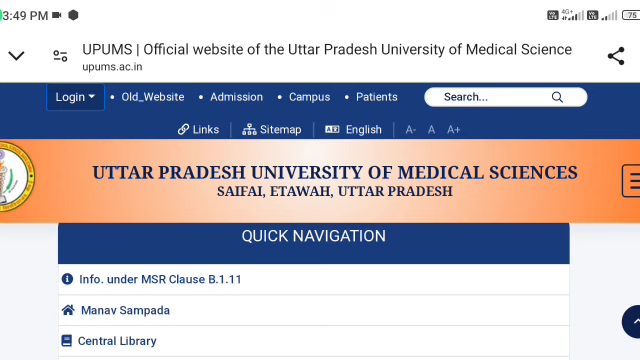 3:49 PM
4G+
75
UPUMS | Official website of the Uttar Pradesh University of Medical Science
upums.ac.in
Login • Old_Website • Admission • Campus • Patients Search...
Links Sitemap English A- A A+
UTTAR PRADESH UNIVERSITY OF MEDICAL SCIENCES
SAIFAI, ETAWAH, UTTAR PRADESH
QUICK NAVIGATION
Info. under MSR Clause B.1.11
Manav Sampada
Central Library